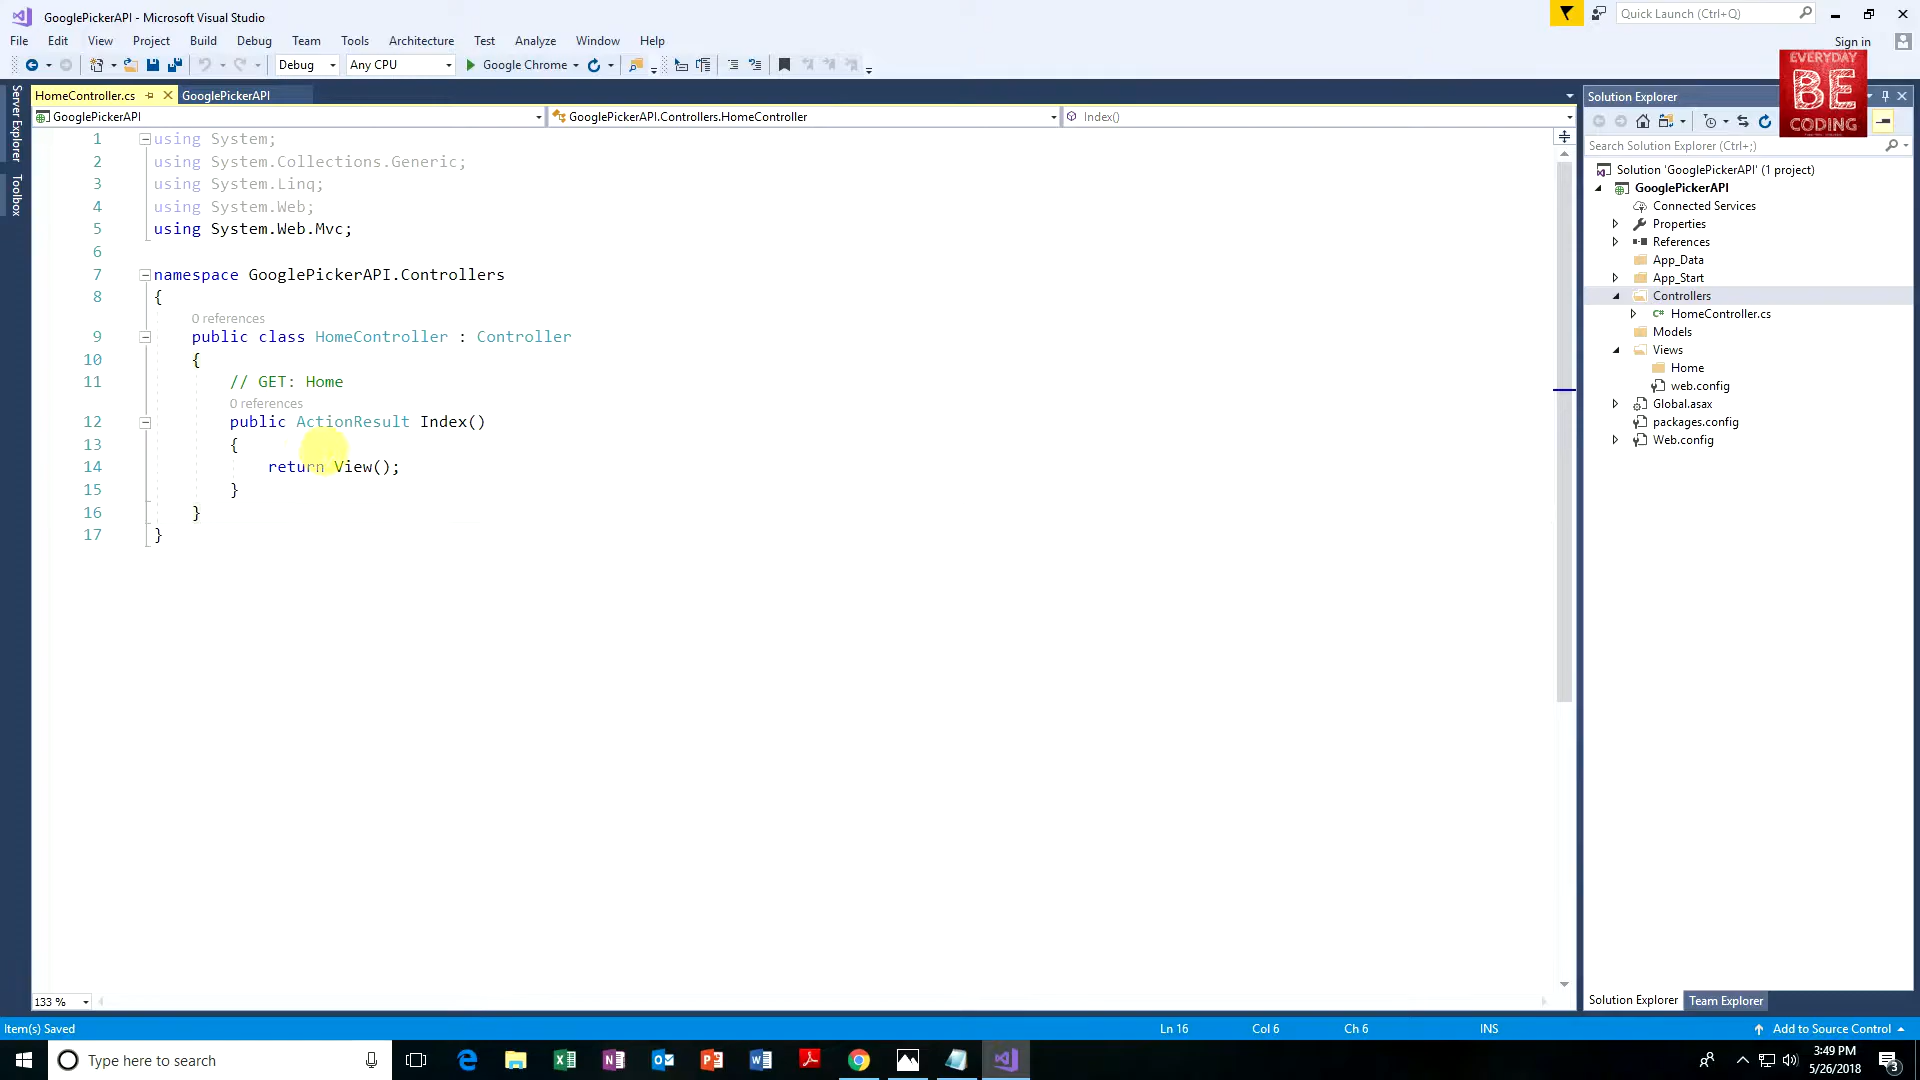 GooglePickerAPI - Microsoft Visual Studio
Quick Launch (Ctrl+Q)
File Edit View Project Build Debug Team Tools Architecture Test Analyze Window Help
Sign in
Debug Any CPU Google Chrome
EVERYDAY
BE
CODING
HomeController.cs GooglePickerAPI
GooglePickerAPI GooglePickerAPI.Controllers.HomeController Index()
Server Explorer
Toolbox
1 using System;
2 using System.Collections.Generic;
3 using System.Linq;
4 using System.Web;
5 using System.Web.Mvc;
6
7 namespace GooglePickerAPI.Controllers
8 {
0 references
9 public class HomeController : Controller
10 {
11 // GET: Home
0 references
12 public ActionResult Index()
13 {
14 return View();
15 }
16 }
17 }
133 %
Solution Explorer
Search Solution Explorer (Ctrl+;)
Solution 'GooglePickerAPI' (1 project)
GooglePickerAPI
Connected Services
Properties
References
App_Data
App_Start
Controllers
C# HomeController.cs
Models
Views
Home
web.config
Global.asax
packages.config
Web.config
Solution Explorer Team Explorer
Item(s) Saved Ln 16 Col 6 Ch 6 INS Add to Source Control
Type here to search
3:49 PM
5/26/2018
3